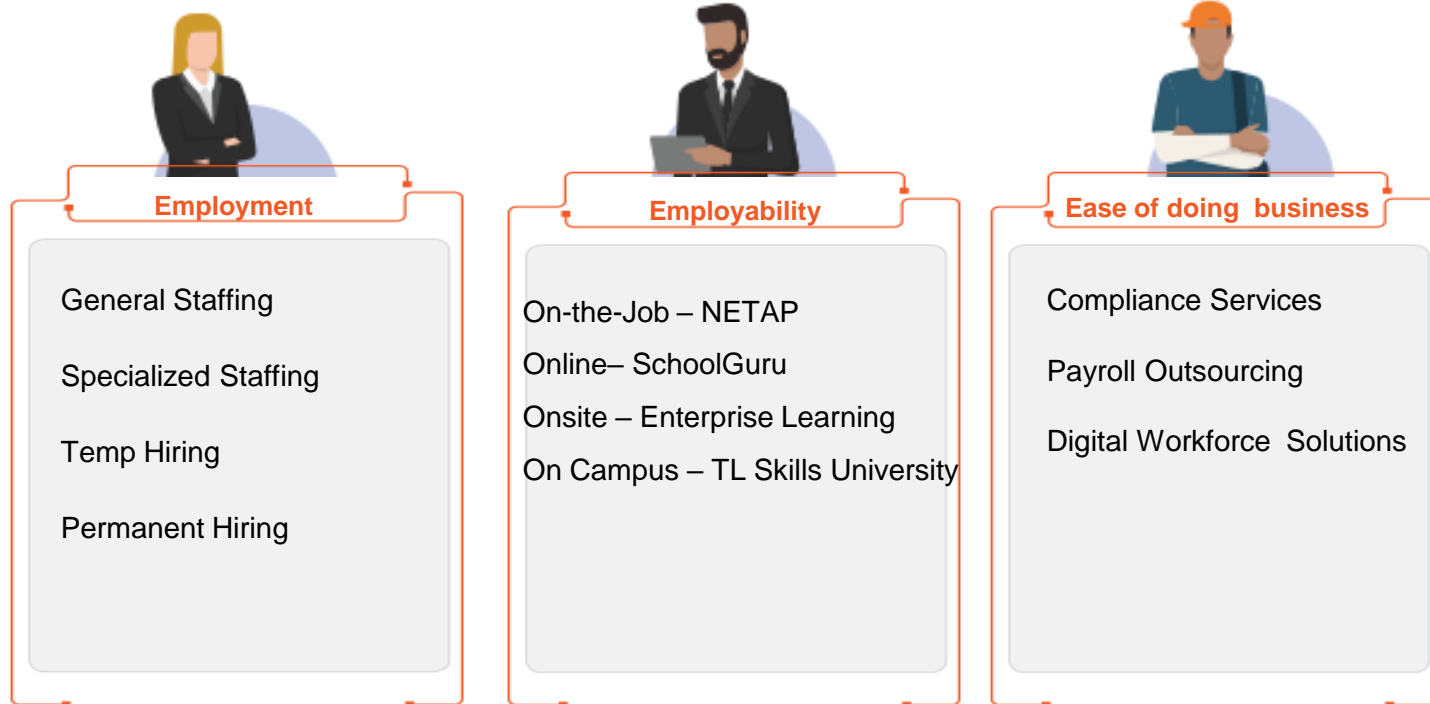 Employment
General Staffing
Specialized Staffing
Temp Hiring
Permanent Hiring
Employability
On-the-Job – NETAP
Online– SchoolGuru
Onsite – Enterprise Learning
On Campus – TL Skills University
Ease of doing  business
Compliance Services
Payroll Outsourcing
Digital Workforce  Solutions